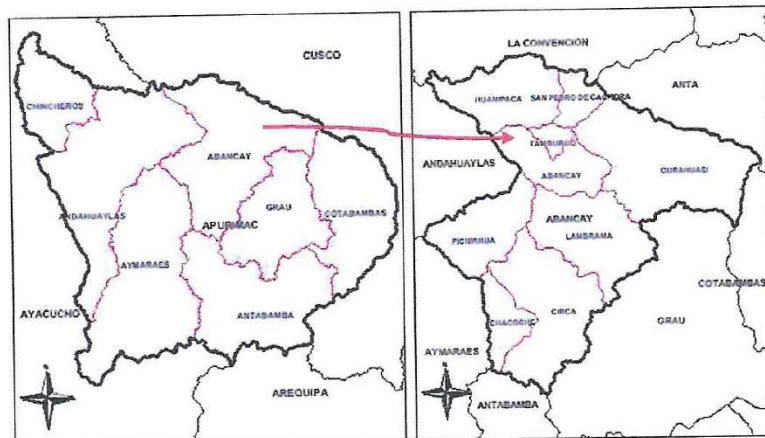 CUSCO
CHINCHEROS
ABANCAY
ANDAHUAYLAS
APURIMAC
GRAU
COTABAMBAS
AYMARAES
AYACUCHO
ANTABAMBA
AREQUIPA
LA CONVENCIÓN
HUANIPACA
SAN PEDRO DE CACHORA
ANTA
TAMBURCO
ANDAHUAYLAS
ABANCAY
CURAHUASI
ABANCAY
PICHIRHUA
LAMBRAMA
COTABAMBAS
CHACOCHE
CIRCA
GRAU
AYMARAES
ANTABAMBA